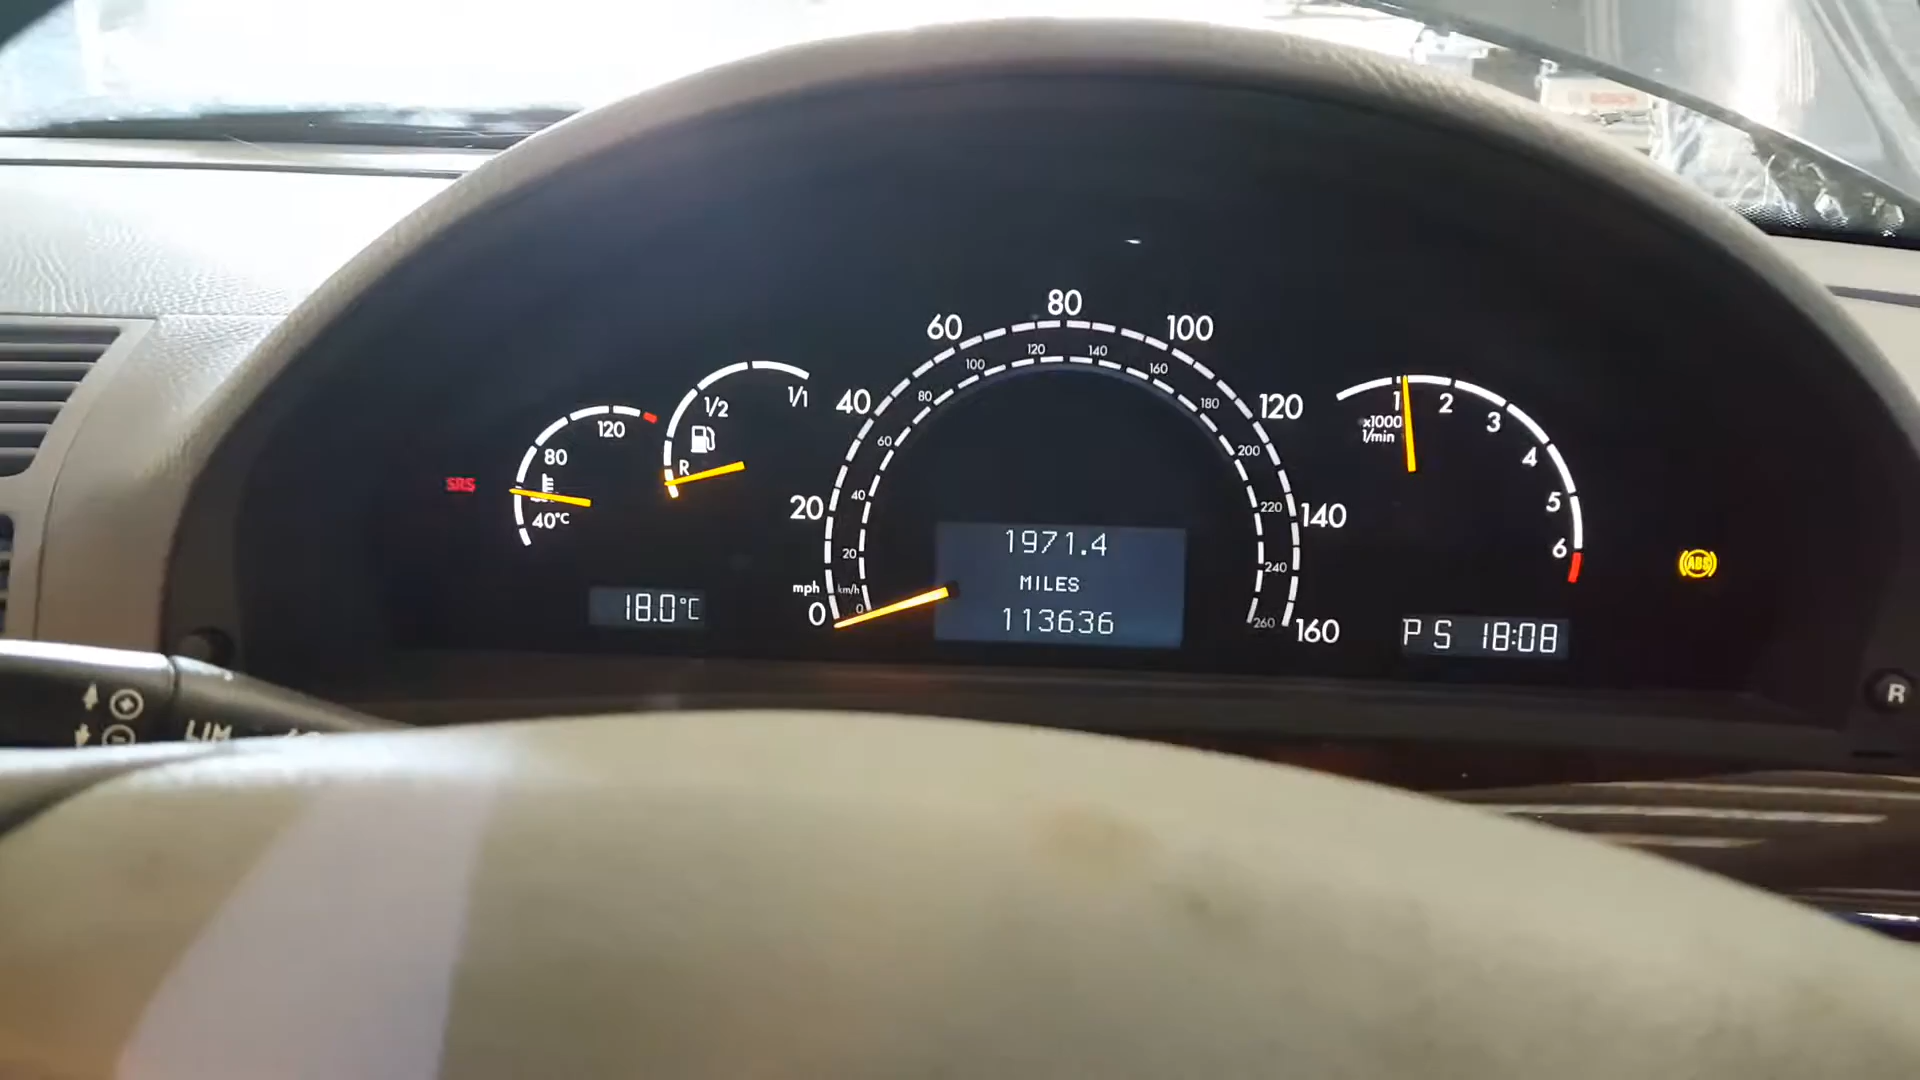 SRS
120
80
40°C
1/1
1/2
R
18.0°C
0 20 40 60 80 100 120 140 160
mph
km/h
0 20 40 60 80 100 120 140 160 180 200 220 240 260
1971.4
MILES
113636
1 2 3 4 5 6
x1000
1/min
P S 18:08
ABS
R
LIM